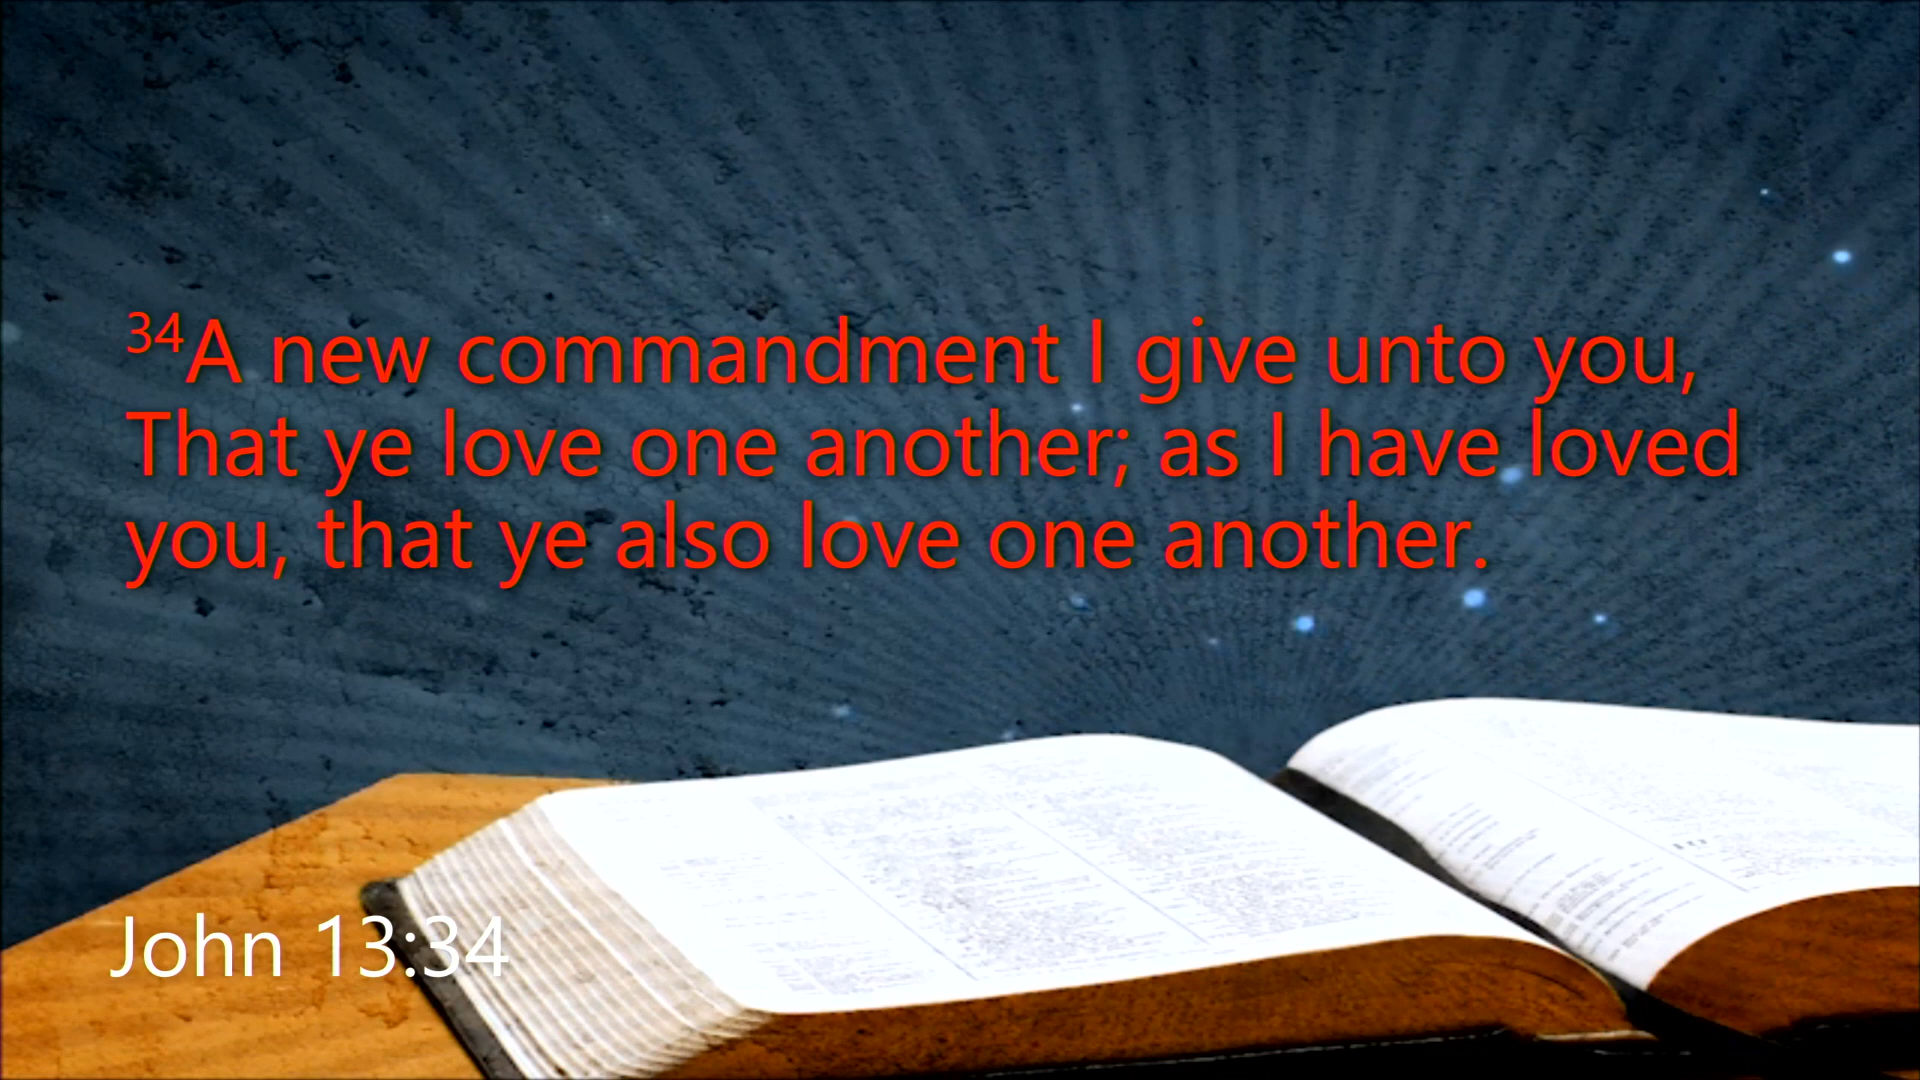 34A new commandment I give unto you,
That ye love one another; as I have loved
you, that ye also love one another.
John 13:34